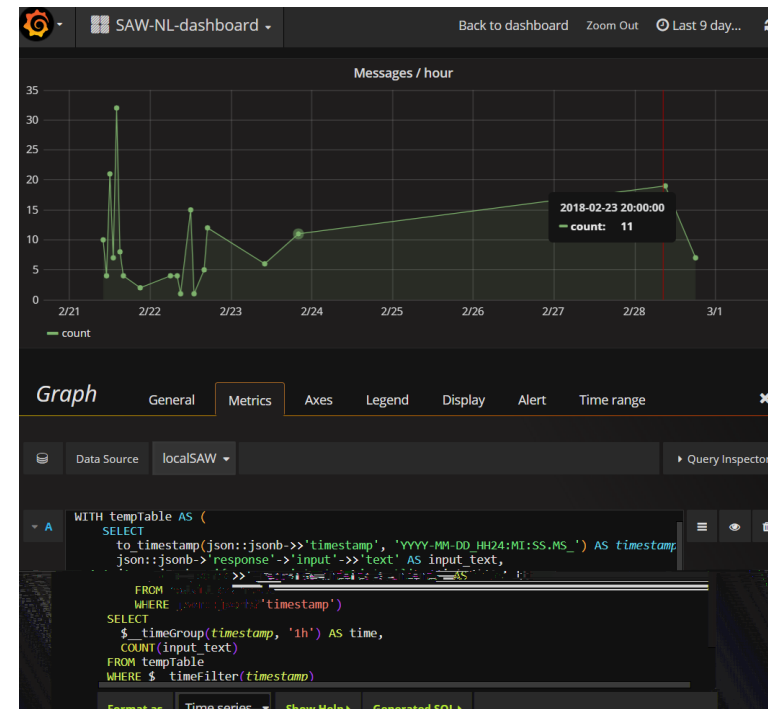 SAW-NL-dashboard Back to dashboard Zoom Out Last 9 day...
Messages / hour
35
30
25
20
15
10
5
0
2018-02-23 20:00:00
count: 11
2/21 2/22 2/23 2/24 2/25 2/26 2/27 2/28 3/1
count
Graph General Metrics Axes Legend Display Alert Time range
Data Source localSAW Query Inspector
A
WITH tempTable AS (
SELECT
to_timestamp(json::jsonb->>'timestamp', 'YYYY-MM-DD_HH24:MI:SS.MS_') AS timestamp
json::jsonb->'response'->'input'->>'text' AS input_text,
FROM
WHERE 'timestamp')
SELECT
$__timeGroup(timestamp, '1h') AS time,
COUNT(input_text)
FROM tempTable
WHERE $__timeFilter(timestamp)
Format as Time series Show Help Generated SQL